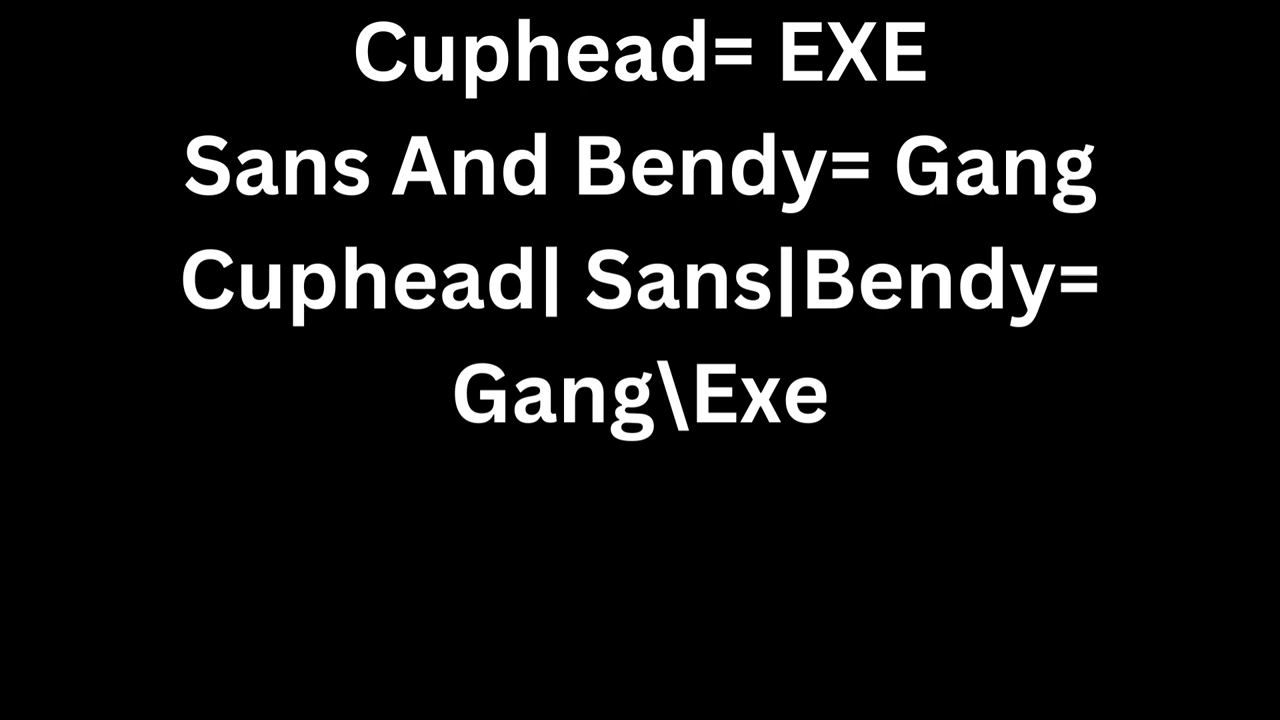 Cuphead= EXE
Sans And Bendy= Gang
Cuphead| Sans|Bendy=
Gang\Exe